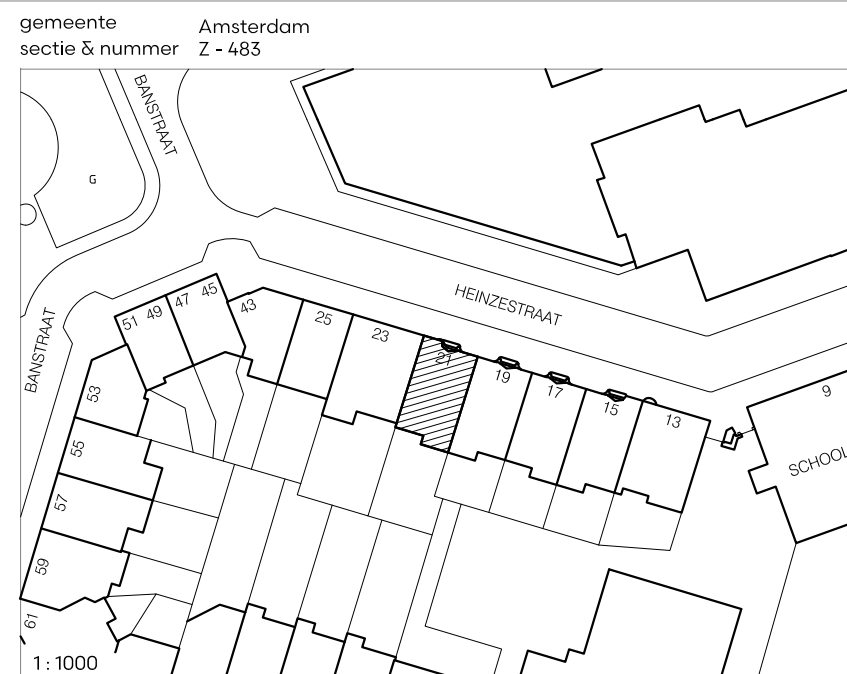 gemeente Amsterdam
sectie & nummer Z - 483
BANSTRAAT
G
HEINZESTRAAT
BANSTRAAT
51 49 47 45 43 25 23 21 19 17 15 13 9
SCHOOL
53
55
57
59
61
1 : 1000